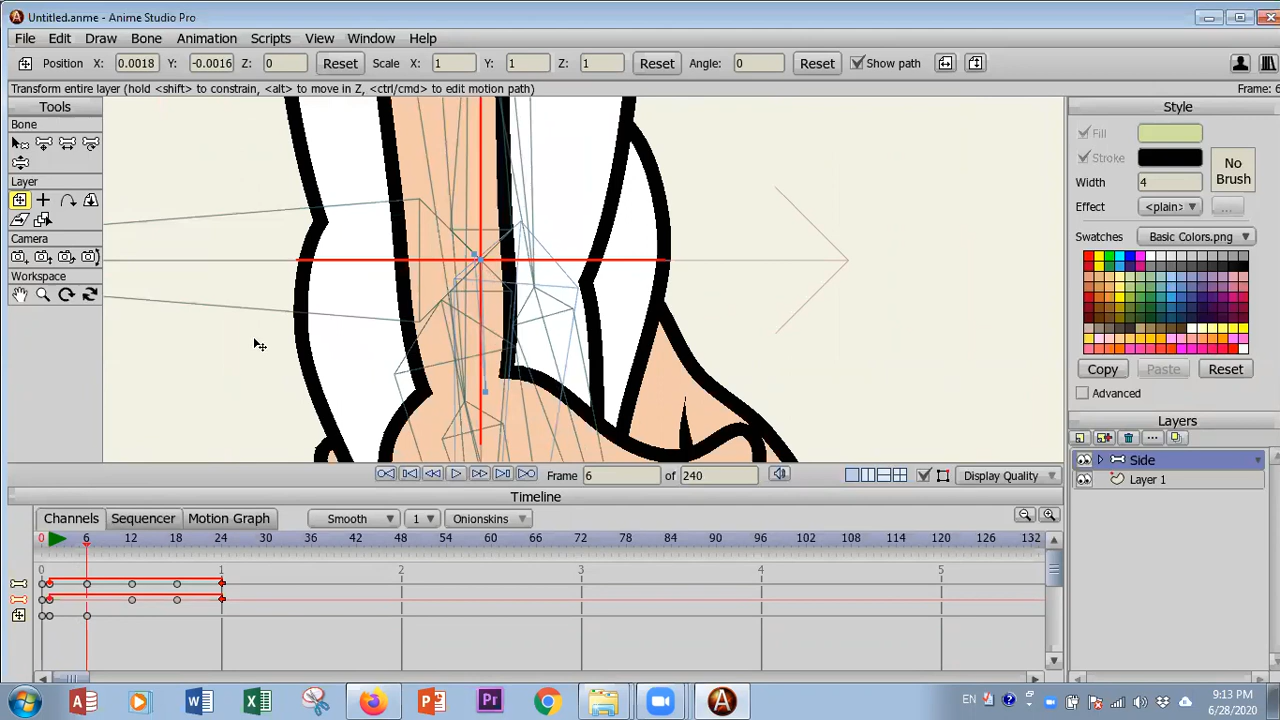 Untitled.anme - Anime Studio Pro
File Edit Draw Bone Animation Scripts View Window Help
Position X: 0.0018 Y: -0.0016 Z: 0 Reset Scale X: 1 Y: 1 Z: 1 Reset Angle: 0 Reset Show path
Transform entire layer (hold <shift> to constrain, <alt> to move in Z, <ctrl/cmd> to edit motion path)
Frame: 6
Tools
Bone
Layer
Camera
Workspace
Style
Fill
Stroke
No Brush
Width 4
Effect <plain> ...
Swatches Basic Colors.png
Copy Paste Reset
Advanced
Layers
Side
Layer 1
Frame 6 of 240 Display Quality
Timeline
Channels Sequencer Motion Graph Smooth 1 Onionskins
0 6 12 18 24 30 36 42 48 54 60 66 72 78 84 90 96 102 108 114 120 126 132
0 1 2 3 4 5
EN 9:13 PM
6/28/2020